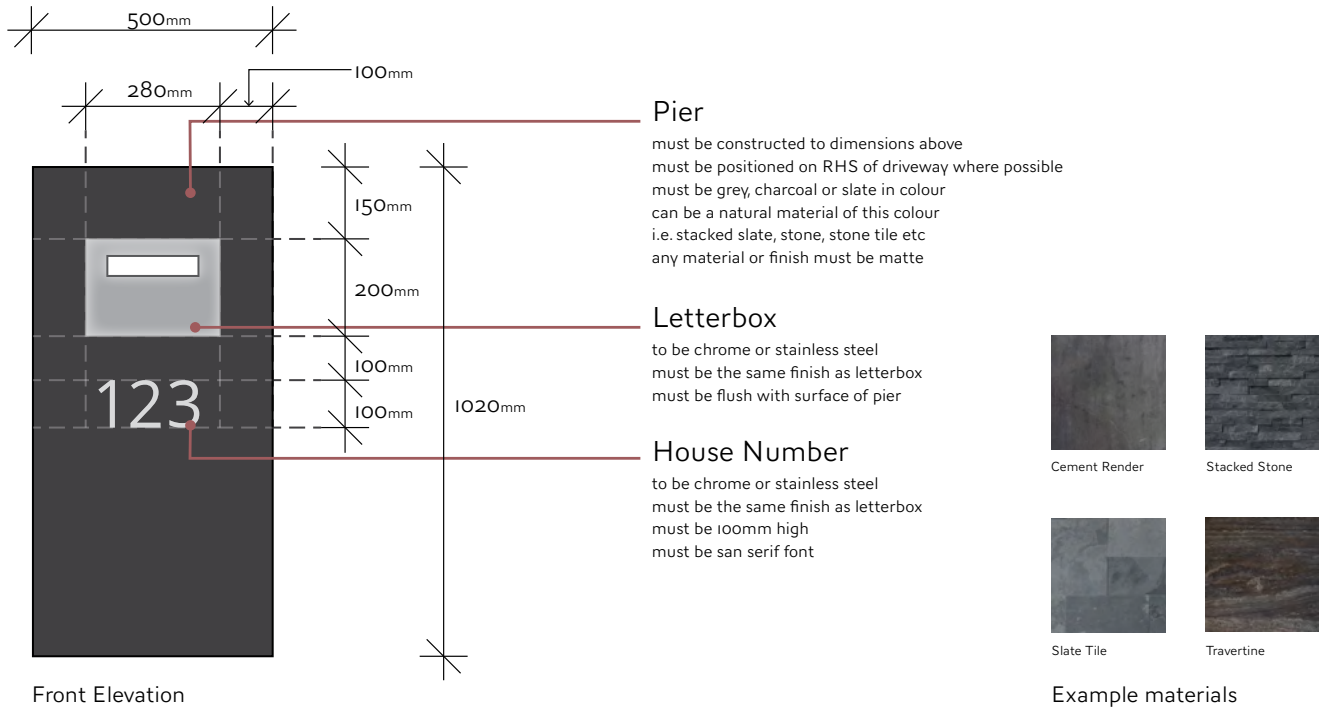 500mm
280mm
100mm
Pier
must be constructed to dimensions above
must be positioned on RHS of driveway where possible
must be grey, charcoal or slate in colour
can be a natural material of this colour
i.e. stacked slate, stone, stone tile etc
any material or finish must be matte
150mm
200mm
100mm
100mm
1020mm
123
Letterbox
to be chrome or stainless steel
must be the same finish as letterbox
must be flush with surface of pier
House Number
to be chrome or stainless steel
must be the same finish as letterbox
must be 100mm high
must be san serif font
Cement Render
Stacked Stone
Slate Tile
Travertine
Front Elevation
Example materials